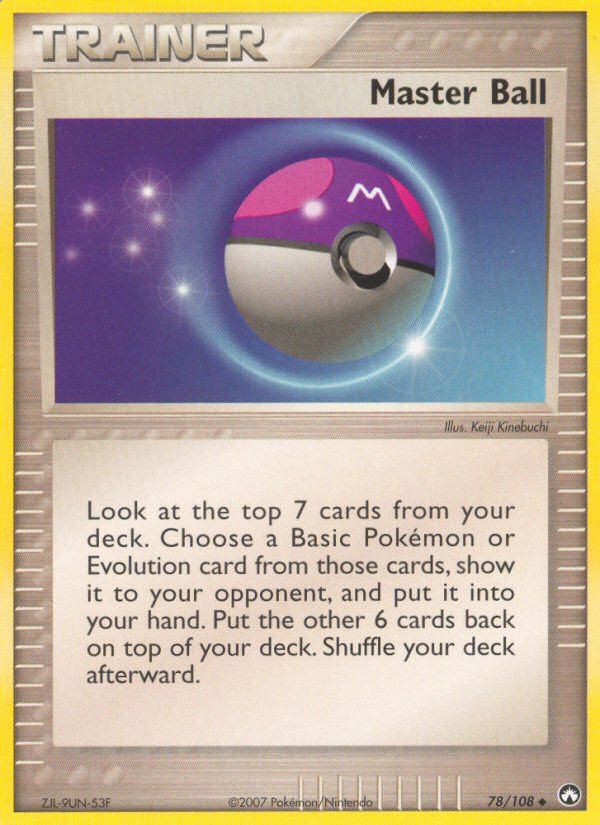 TRAINER
Master Ball
M
Illus. Keiji Kinebuchi
Look at the top 7 cards from your
deck. Choose a Basic Pokémon or
Evolution card from those cards, show
it to your opponent, and put it into
your hand. Put the other 6 cards back
on top of your deck. Shuffle your deck
afterward.
ZJL-9UN-53F
©2007 Pokémon/Nintendo
78/108 ◆